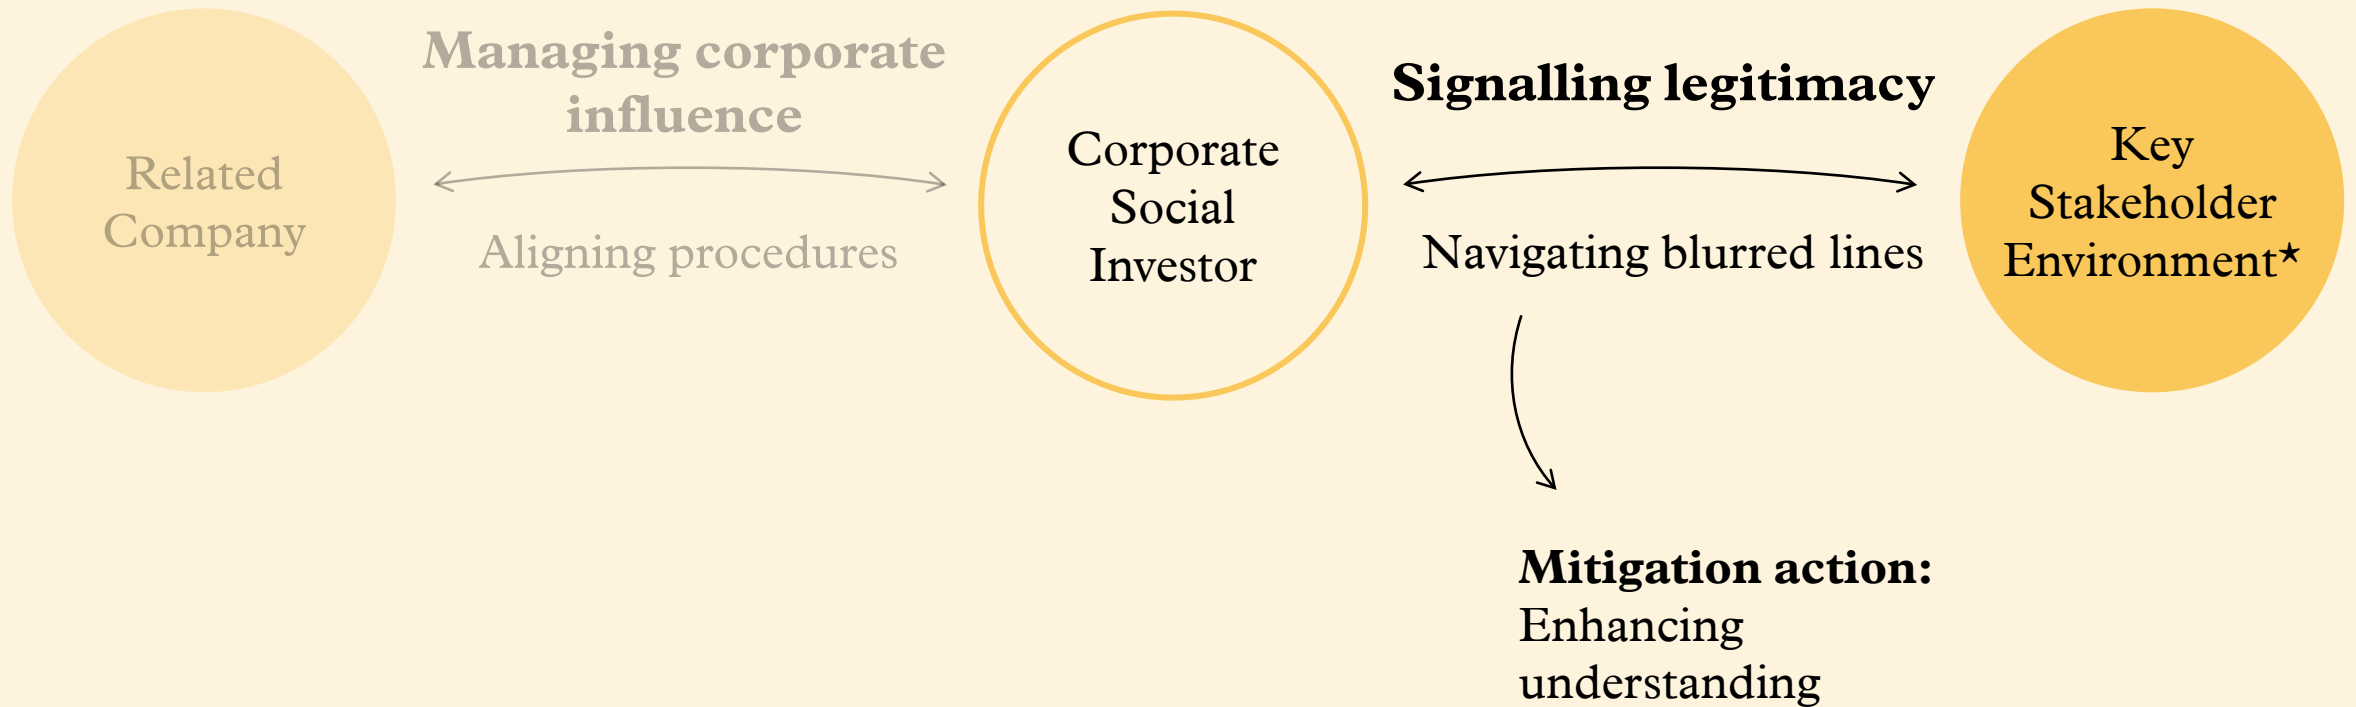 Related
Company
Managing corporate
influence
Aligning procedures
Corporate
Social
Investor
Signalling legitimacy
Navigating blurred lines
Key
Stakeholder
Environment★
Mitigation action:
Enhancing
understanding